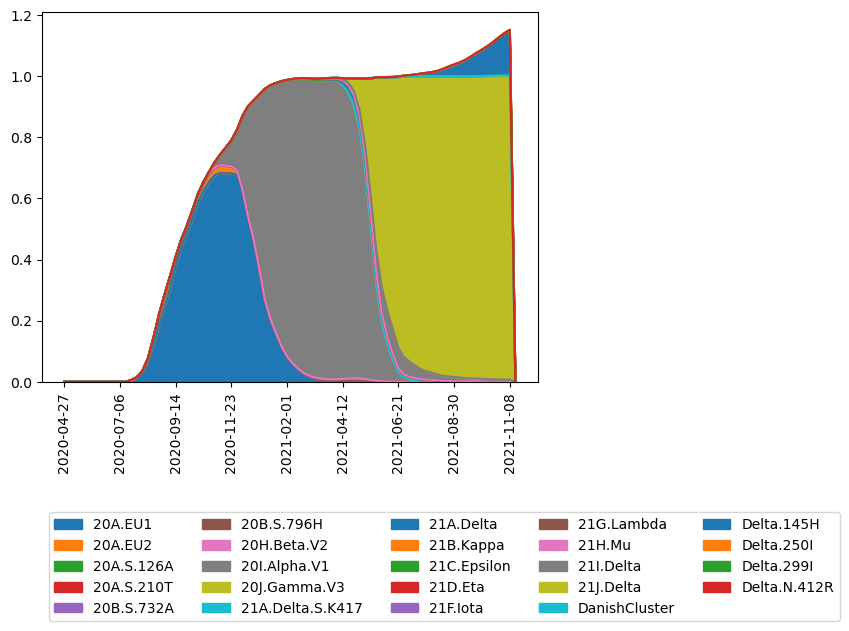 1.2
1.0
0.8
0.6
0.4
0.2
0.0
2020-04-27
2020-07-06
2020-09-14
2020-11-23
2021-02-01
2021-04-12
2021-06-21
2021-08-30
2021-11-08
20A.EU1
20A.EU2
20A.S.126A
20A.S.210T
20B.S.732A
20B.S.796H
20H.Beta.V2
20I.Alpha.V1
20J.Gamma.V3
21A.Delta.S.K417
21A.Delta
21B.Kappa
21C.Epsilon
21D.Eta
21F.Iota
21G.Lambda
21H.Mu
21I.Delta
21J.Delta
DanishCluster
Delta.145H
Delta.250I
Delta.299I
Delta.N.412R